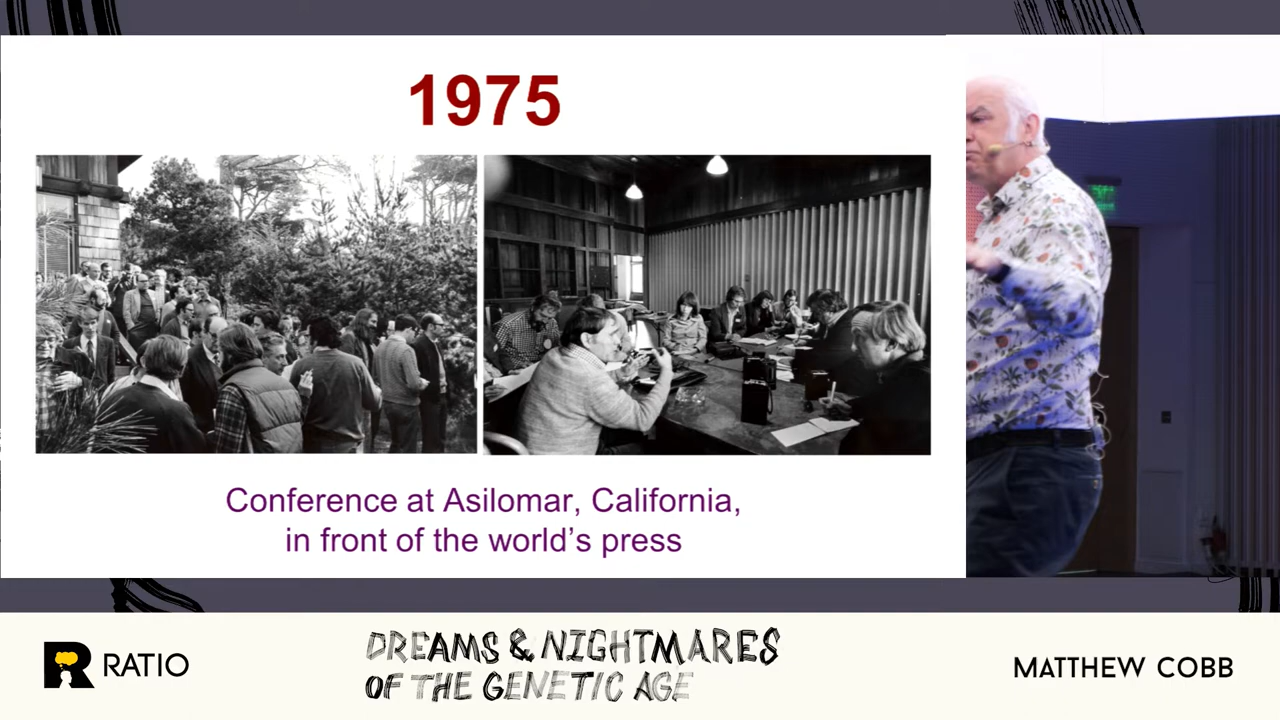 1975
Conference at Asilomar, California,
in front of the world's press
RATIO
DREAMS & NIGHTMARES
OF THE GENETIC AGE
MATTHEW COBB